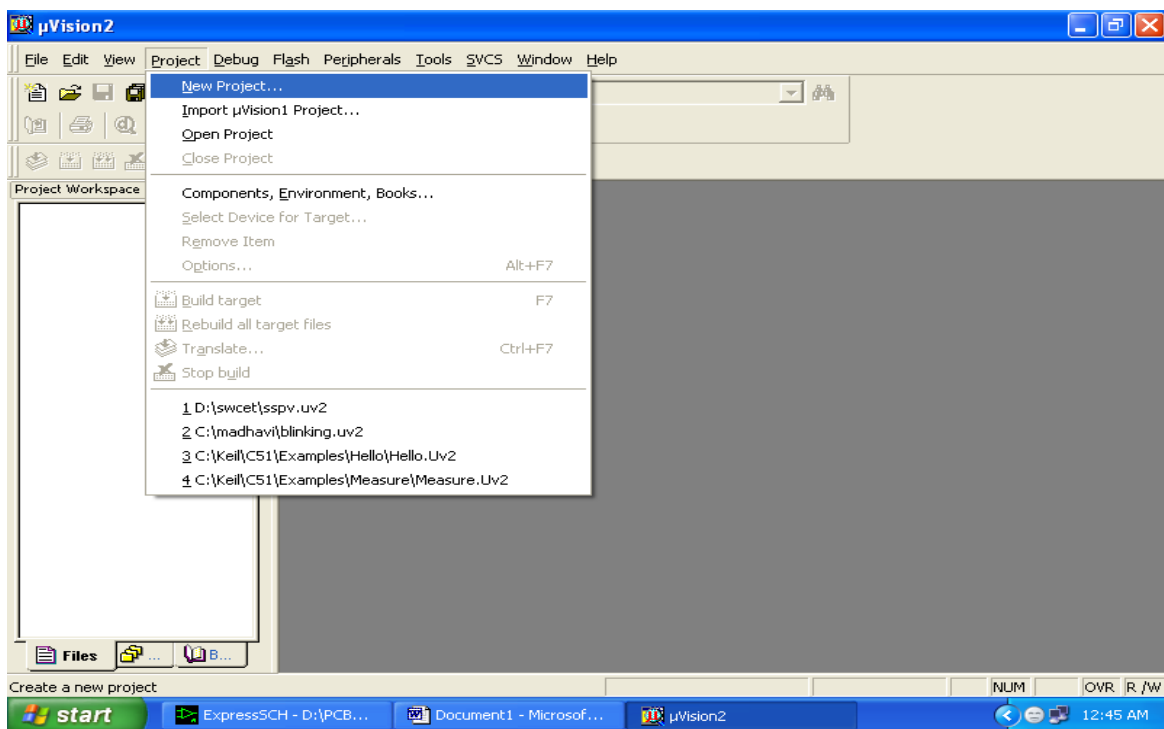 µVision2
File Edit View Project Debug Flash Peripherals Tools SVCS Window Help
New Project...
Import µVision1 Project...
Open Project
Close Project
Project Workspace
Components, Environment, Books...
Select Device for Target...
Remove Item
Options... Alt+F7
Build target F7
Rebuild all target files
Translate... Ctrl+F7
Stop build
1 D:\swcet\sspv.uv2
2 C:\madhavi\blinking.uv2
3 C:\Keil\C51\Examples\Hello\Hello.Uv2
4 C:\Keil\C51\Examples\Measure\Measure.Uv2
Files ... B...
Create a new project NUM OVR R/W
start ExpressSCH - D:\PCB... Document1 - Microsof... µVision2 12:45 AM